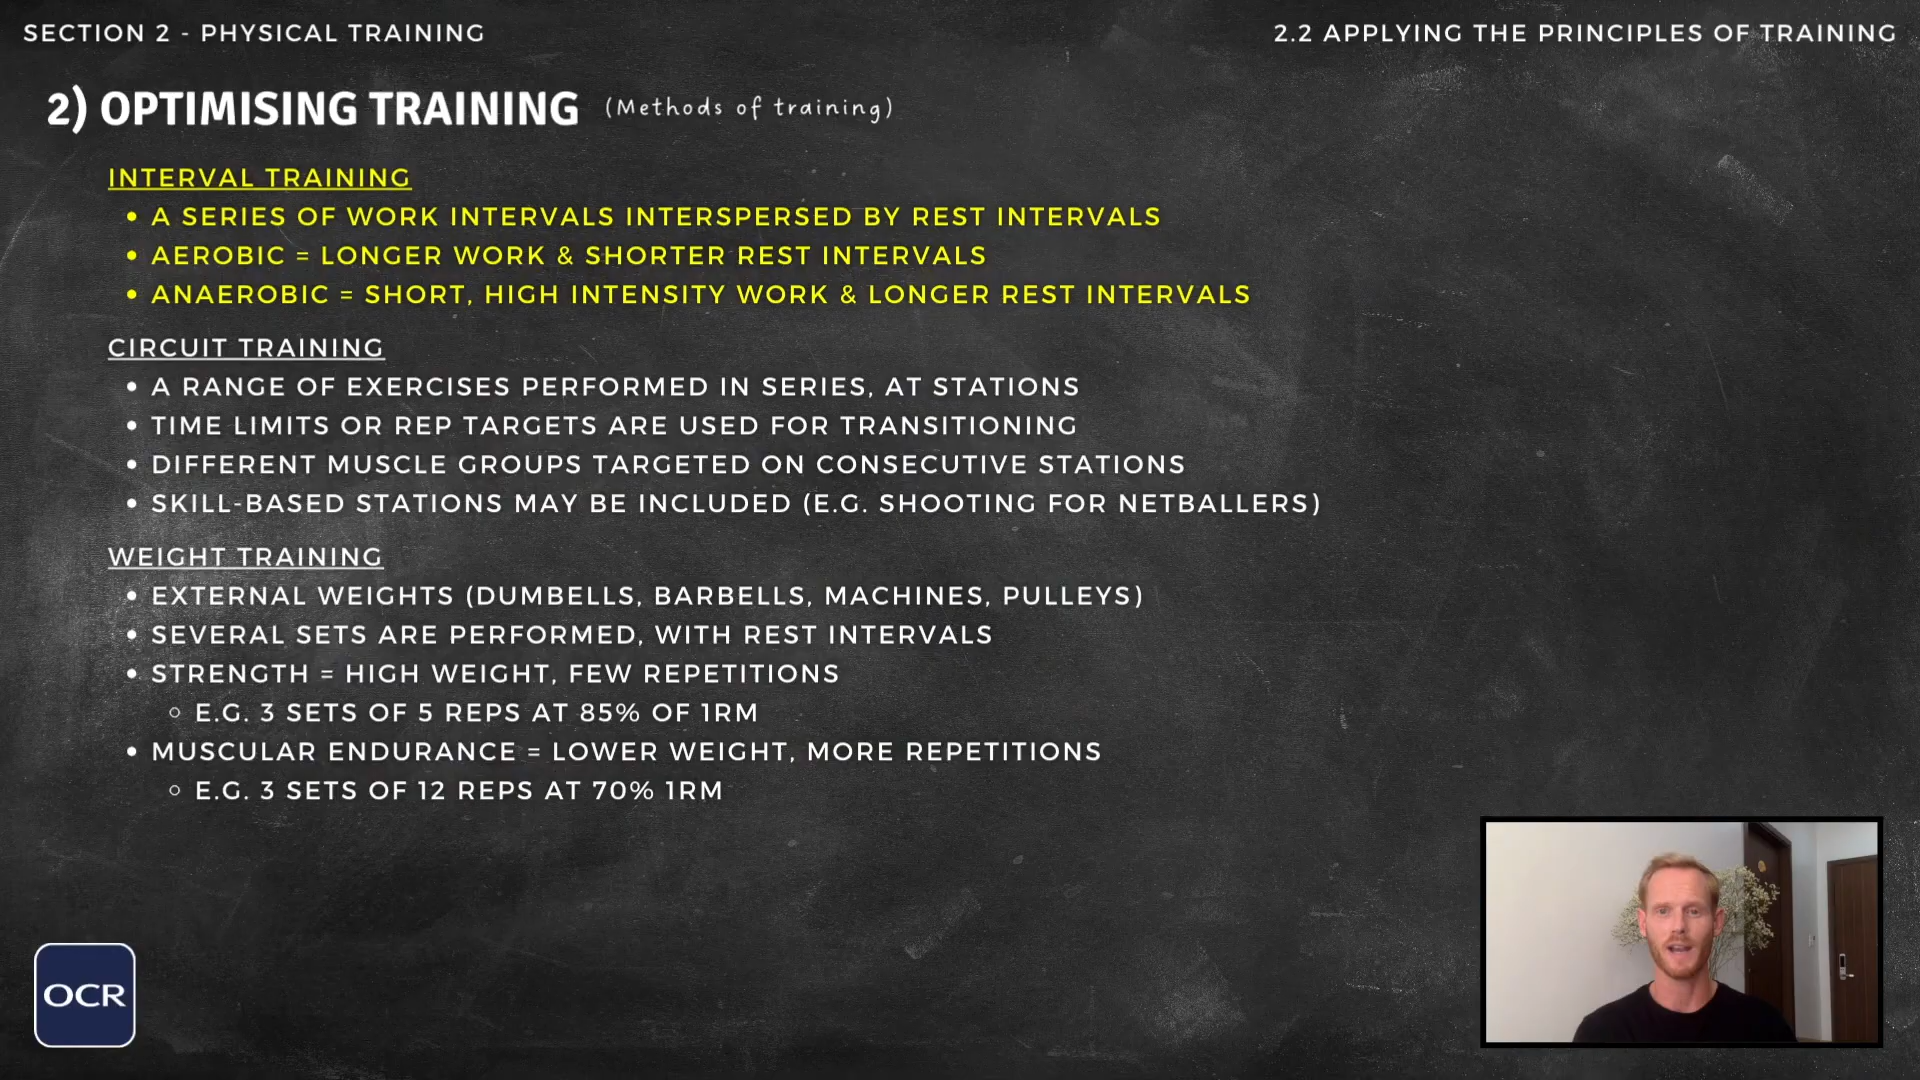 SECTION 2 - PHYSICAL TRAINING
2.2 APPLYING THE PRINCIPLES OF TRAINING
2) OPTIMISING TRAINING (Methods of training)
INTERVAL TRAINING
• A SERIES OF WORK INTERVALS INTERSPERSED BY REST INTERVALS
• AEROBIC = LONGER WORK & SHORTER REST INTERVALS
• ANAEROBIC = SHORT, HIGH INTENSITY WORK & LONGER REST INTERVALS
CIRCUIT TRAINING
• A RANGE OF EXERCISES PERFORMED IN SERIES, AT STATIONS
• TIME LIMITS OR REP TARGETS ARE USED FOR TRANSITIONING
• DIFFERENT MUSCLE GROUPS TARGETED ON CONSECUTIVE STATIONS
• SKILL-BASED STATIONS MAY BE INCLUDED (E.G. SHOOTING FOR NETBALLERS)
WEIGHT TRAINING
• EXTERNAL WEIGHTS (DUMBELLS, BARBELLS, MACHINES, PULLEYS)
• SEVERAL SETS ARE PERFORMED, WITH REST INTERVALS
• STRENGTH = HIGH WEIGHT, FEW REPETITIONS
○ E.G. 3 SETS OF 5 REPS AT 85% OF 1RM
• MUSCULAR ENDURANCE = LOWER WEIGHT, MORE REPETITIONS
○ E.G. 3 SETS OF 12 REPS AT 70% 1RM
OCR